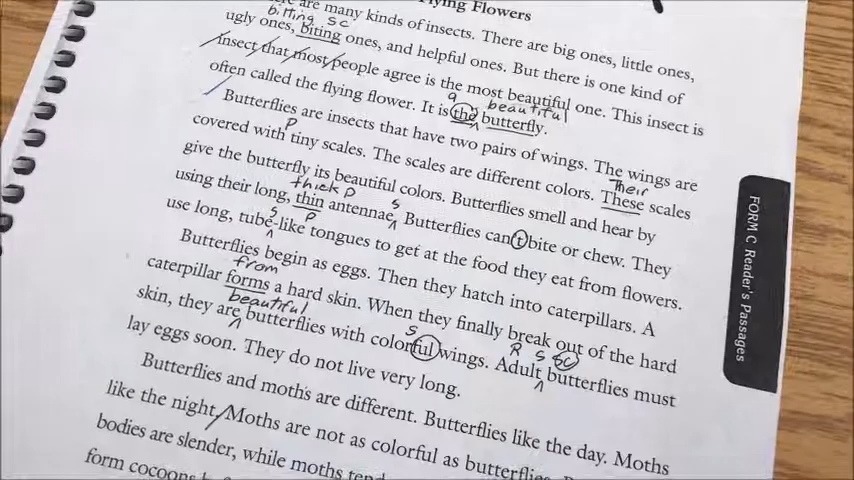 Flying Flowers
are many kinds of insects. There are big ones, little ones,
bitting sc
ugly ones, biting ones, and helpful ones. But there is one kind of
insect that most people agree is the most beautiful one. This insect is
a beautiful
often called the flying flower. It is the butterfly.
Butterflies are insects that have two pairs of wings. The wings are
P Their
covered with tiny scales. The scales are different colors. These scales
give the butterfly its beautiful colors. Butterflies smell and hear by
thick P s
using their long, thin antennae. Butterflies can't bite or chew. They
s P
use long, tube-like tongues to get at the food they eat from flowers.
Butterflies begin as eggs. Then they hatch into caterpillars. A
from
caterpillar forms a hard skin. When they finally break out of the hard
beautiful s R s sc
skin, they are butterflies with colorful wings. Adult butterflies must
lay eggs soon. They do not live very long.
Butterflies and moths are different. Butterflies like the day. Moths
like the night. Moths are not as colorful as butterflies.
bodies are slender, while moths tend
form cocoons
FORM C Reader's Passages